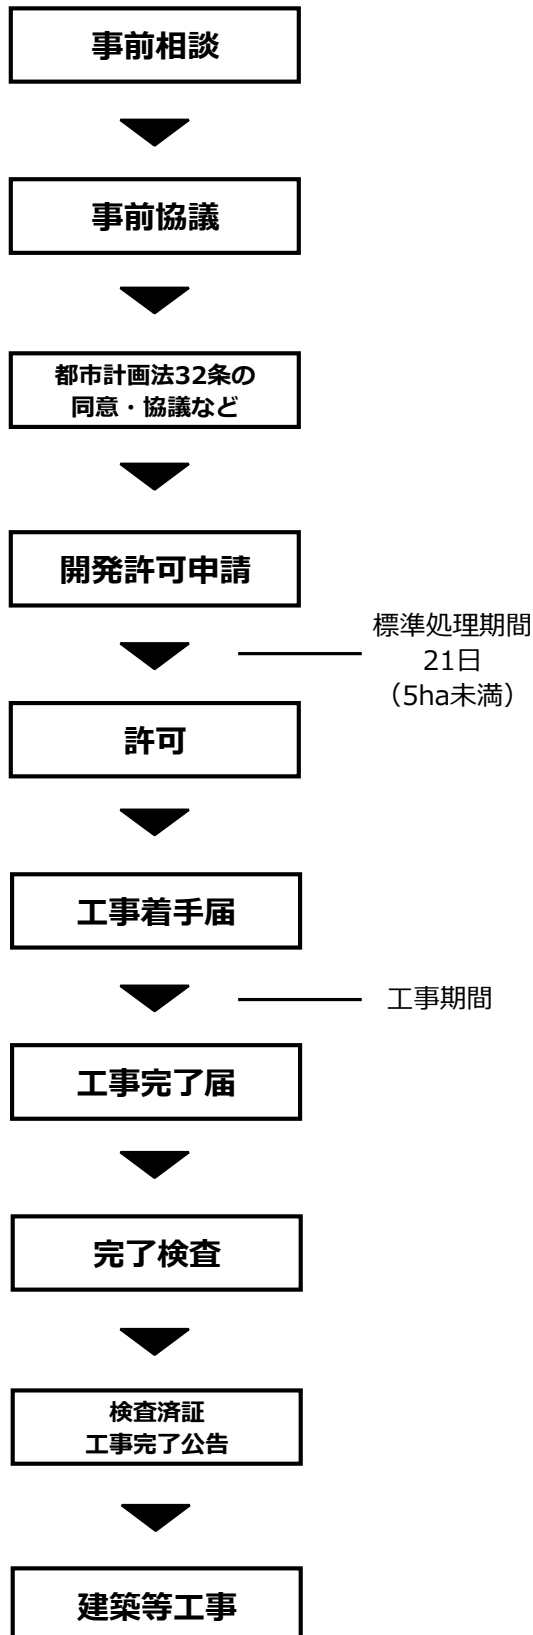 事前相談
事前協議
都市計画法32条の
同意・協議など
開発許可申請
標準処理期間
21日
（5ha未満）
許可
工事着手届
工事期間
工事完了届
完了検査
検査済証
工事完了公告
建築等工事